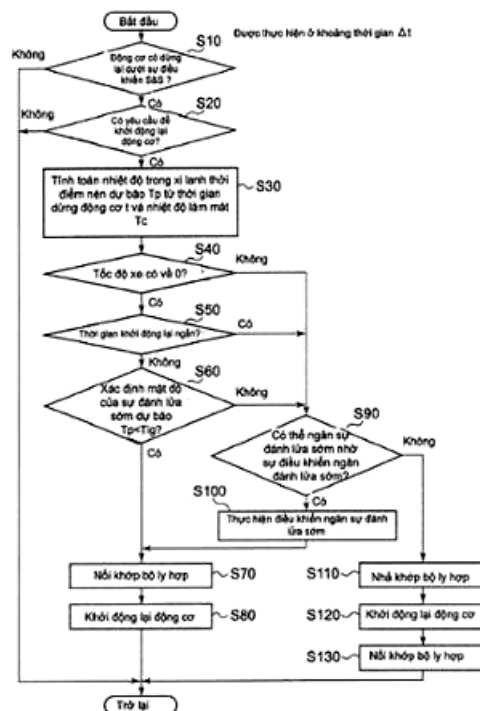 Bắt đầu
Được thực hiện ở khoảng thời gian Δt
S10
Không
Động cơ có dừng
lại dưới sự điều
khiển S&S ?
Có
S20
Không
Có yêu cầu để
khởi động lại
động cơ?
Có
S30
Tính toán nhiệt độ trong xi lanh thời
điểm nén dự báo Tp từ thời gian
dừng động cơ t và nhiệt độ làm mát
Tc
S40
Tốc độ xe có về 0?
Không
Có
S50
Thời gian khởi động lại ngắn?
Có
Không
S60
Xác định mật độ
của sự đánh lửa
sớm dự báo
Tp<Tig?
Không
Có
S90
Có thể ngăn sự
đánh lửa sớm nhờ
sự điều khiển ngăn
đánh lửa sớm?
Không
Có
S100
Thực hiện điều khiển ngăn sự đánh
lửa sớm
Nối khớp bộ ly hợp
S70
S110
Nhả khớp bộ ly hợp
Khởi động lại động cơ
S80
S120
Khởi động lại động cơ
S130
Nối khớp bộ ly hợp
Trở lại